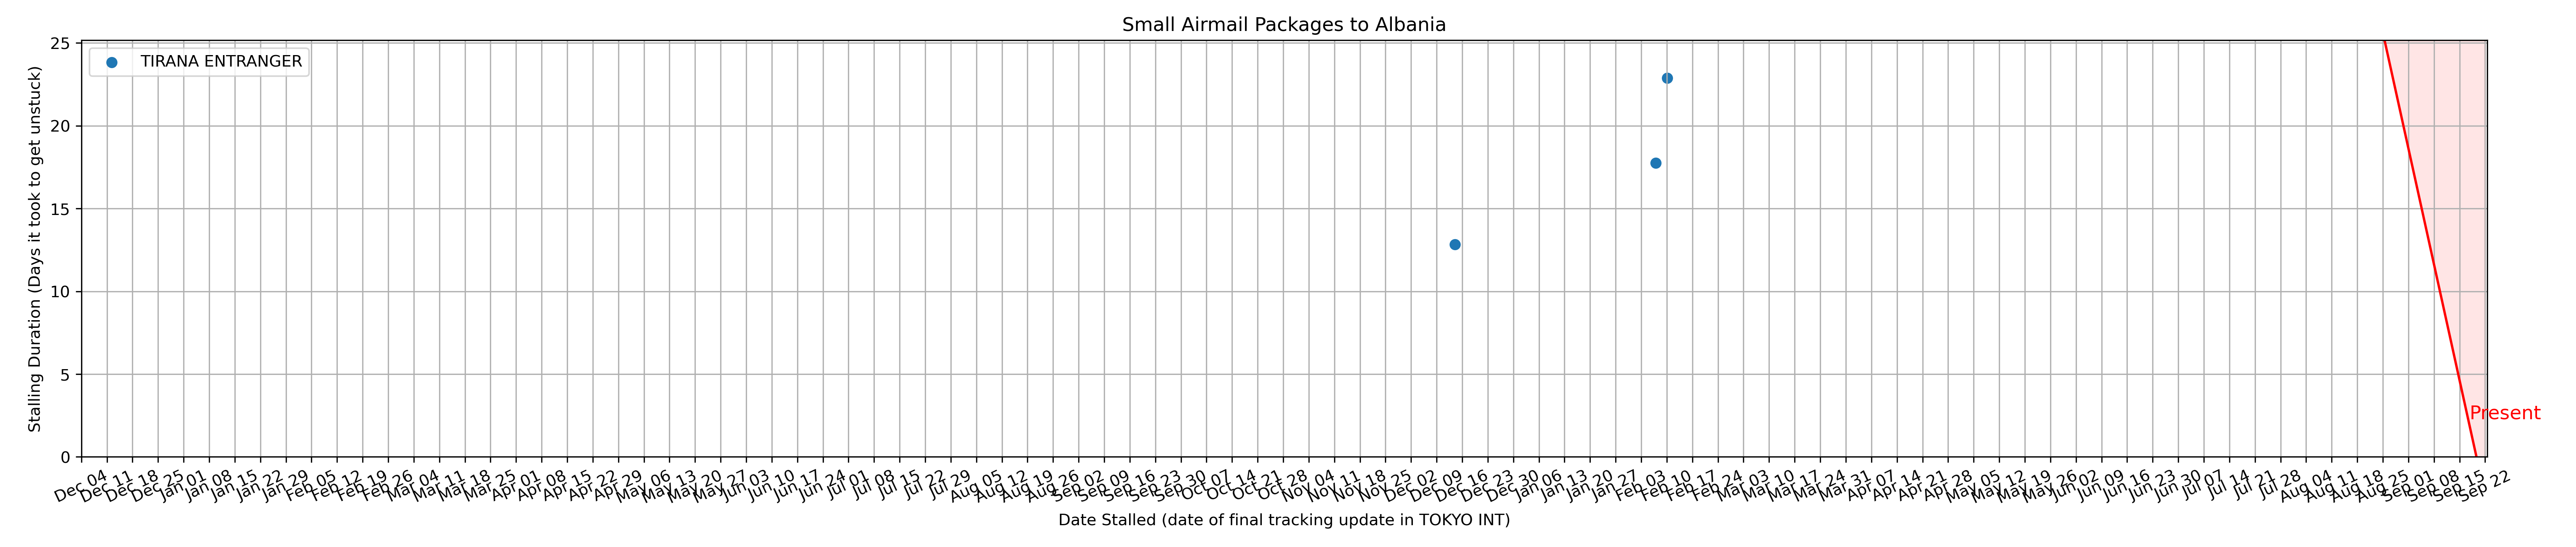 Small Airmail Packages to Albania
TIRANA ENTRANGER
Stalling Duration (Days it took to get unstuck)
25
20
15
10
5
0
Present
Dec 04
Dec 11
Dec 18
Dec 25
Jan 01
Jan 08
Jan 15
Jan 22
Jan 29
Feb 05
Feb 12
Feb 19
Feb 26
Mar 04
Mar 11
Mar 18
Mar 25
Apr 01
Apr 08
Apr 15
Apr 22
Apr 29
May 06
May 13
May 20
May 27
Jun 03
Jun 10
Jun 17
Jun 24
Jul 01
Jul 08
Jul 15
Jul 22
Jul 29
Aug 05
Aug 12
Aug 19
Aug 26
Sep 02
Sep 09
Sep 16
Sep 23
Sep 30
Oct 07
Oct 14
Oct 21
Oct 28
Nov 04
Nov 11
Nov 18
Nov 25
Dec 02
Dec 09
Dec 16
Dec 23
Dec 30
Jan 06
Jan 13
Jan 20
Jan 27
Feb 03
Feb 10
Feb 17
Feb 24
Mar 03
Mar 10
Mar 17
Mar 24
Mar 31
Apr 07
Apr 14
Apr 21
Apr 28
May 05
May 12
May 19
May 26
Jun 02
Jun 09
Jun 16
Jun 23
Jun 30
Jul 07
Jul 14
Jul 21
Jul 28
Aug 04
Aug 11
Aug 18
Aug 25
Sep 01
Sep 08
Sep 15
Sep 22
Date Stalled (date of final tracking update in TOKYO INT)